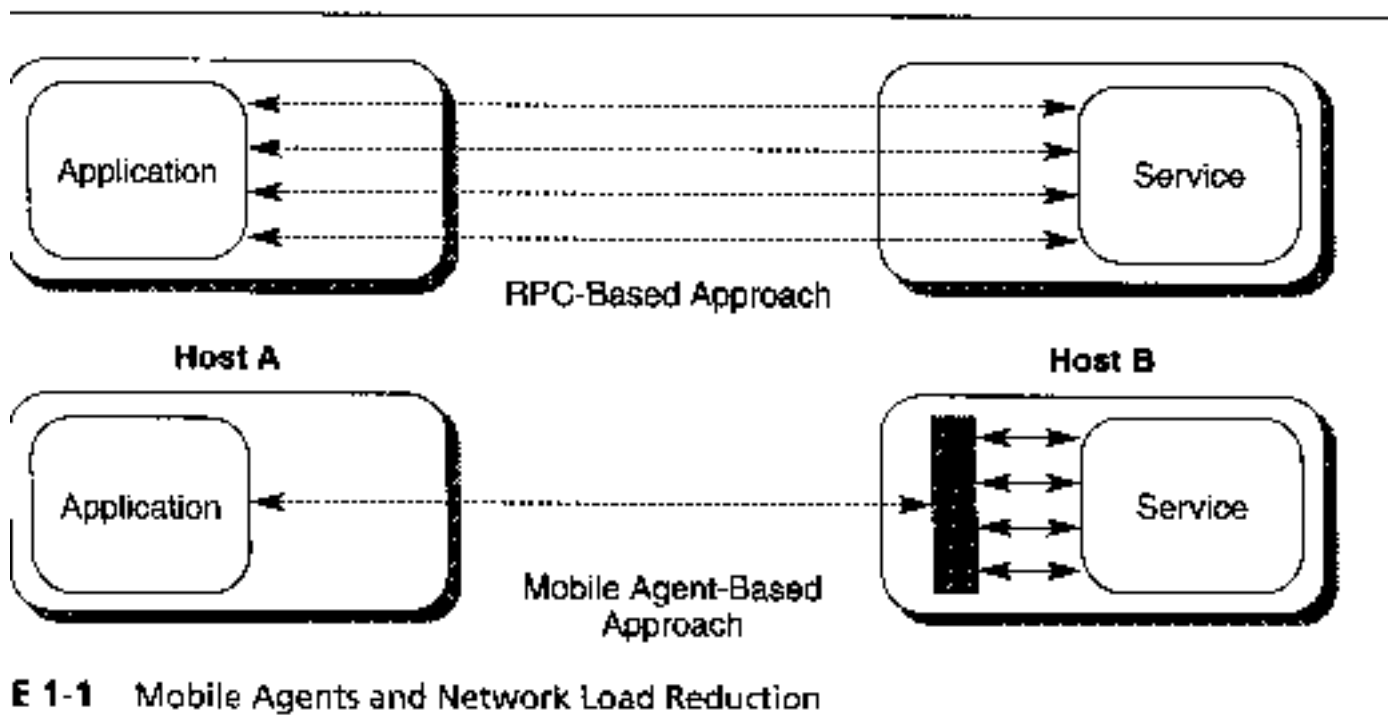 Application
Service
RPC-Based Approach
Host A
Host B
Application
Service
Mobile Agent-Based
Approach
E 1-1 Mobile Agents and Network Load Reduction